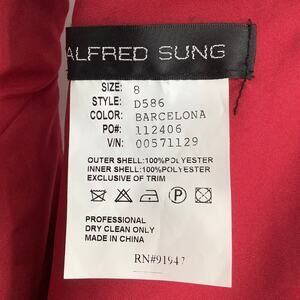 ALFRED SUNG
SIZE: 8
STYLE: D586
COLOR: BARCELONA
PO#: 112406
V/N: 00571129
OUTER SHELL:100%POLYESTER
INNER SHELL:100%POLYESTER
EXCLUSIVE OF TRIM
PROFESSIONAL
DRY CLEAN ONLY
MADE IN CHINA